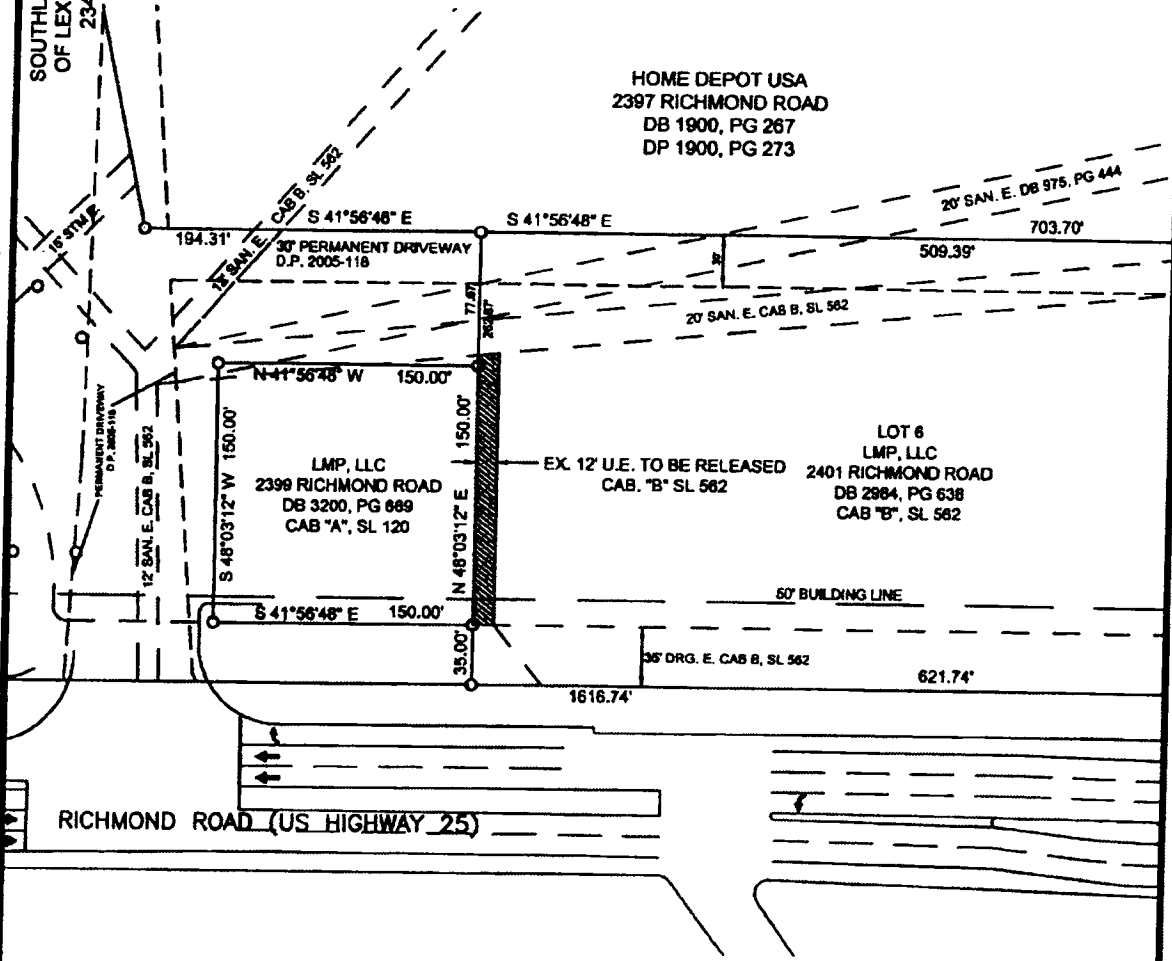 SOUTHL
OF LEX
234
HOME DEPOT USA
2397 RICHMOND ROAD
DB 1900, PG 267
DP 1900, PG 273
12' SAN. E. CAB B. SL 562
20' SAN. E. DB 975, PG 444
15' STM E
S 41°56'48" E
S 41°56'48" E
194.31'
703.70'
509.39'
30' PERMANENT DRIVEWAY
D.P. 2005-118
77.87
20' SAN. E. CAB B, SL 562
N 41°56'48" W 150.00'
PERMANENT DRIVEWAY
D.P. 2005-118
12' SAN. E. CAB B, SL 562
S 48°03'12" W 150.00'
LMP, LLC
2399 RICHMOND ROAD
DB 3200, PG 669
CAB "A", SL 120
N 48°03'12" E 150.00'
EX. 12' U.E. TO BE RELEASED
CAB. "B" SL 562
LOT 6
LMP, LLC
2401 RICHMOND ROAD
DB 2984, PG 638
CAB "B", SL 562
50' BUILDING LINE
S 41°56'48" E 150.00'
35.00'
35' DRG. E. CAB B, SL 562
621.74'
1616.74'
RICHMOND ROAD (US HIGHWAY 25)